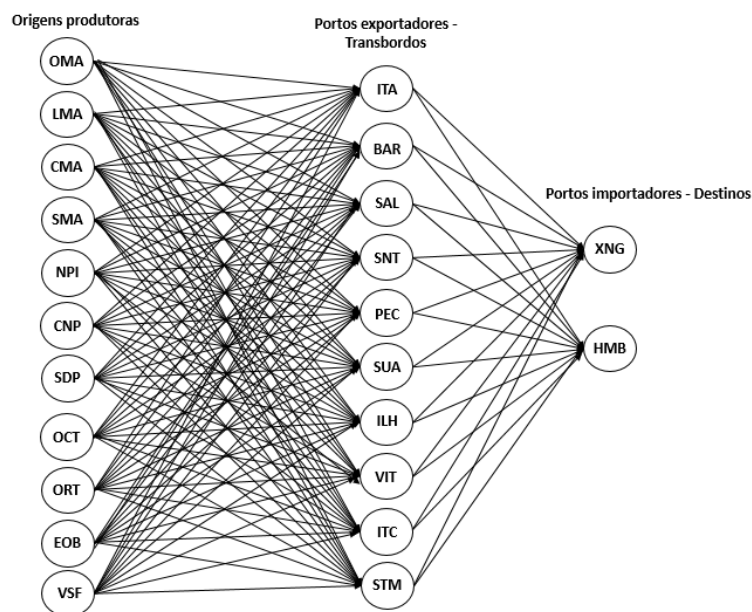 Origens produtoras
OMA
LMA
CMA
SMA
NPI
CNP
SDP
OCT
ORT
EOB
VSF
Portos exportadores -
Transbordos
ITA
BAR
SAL
SNT
PEC
SUA
ILH
VIT
ITC
STM
Portos importadores - Destinos
XNG
HMB